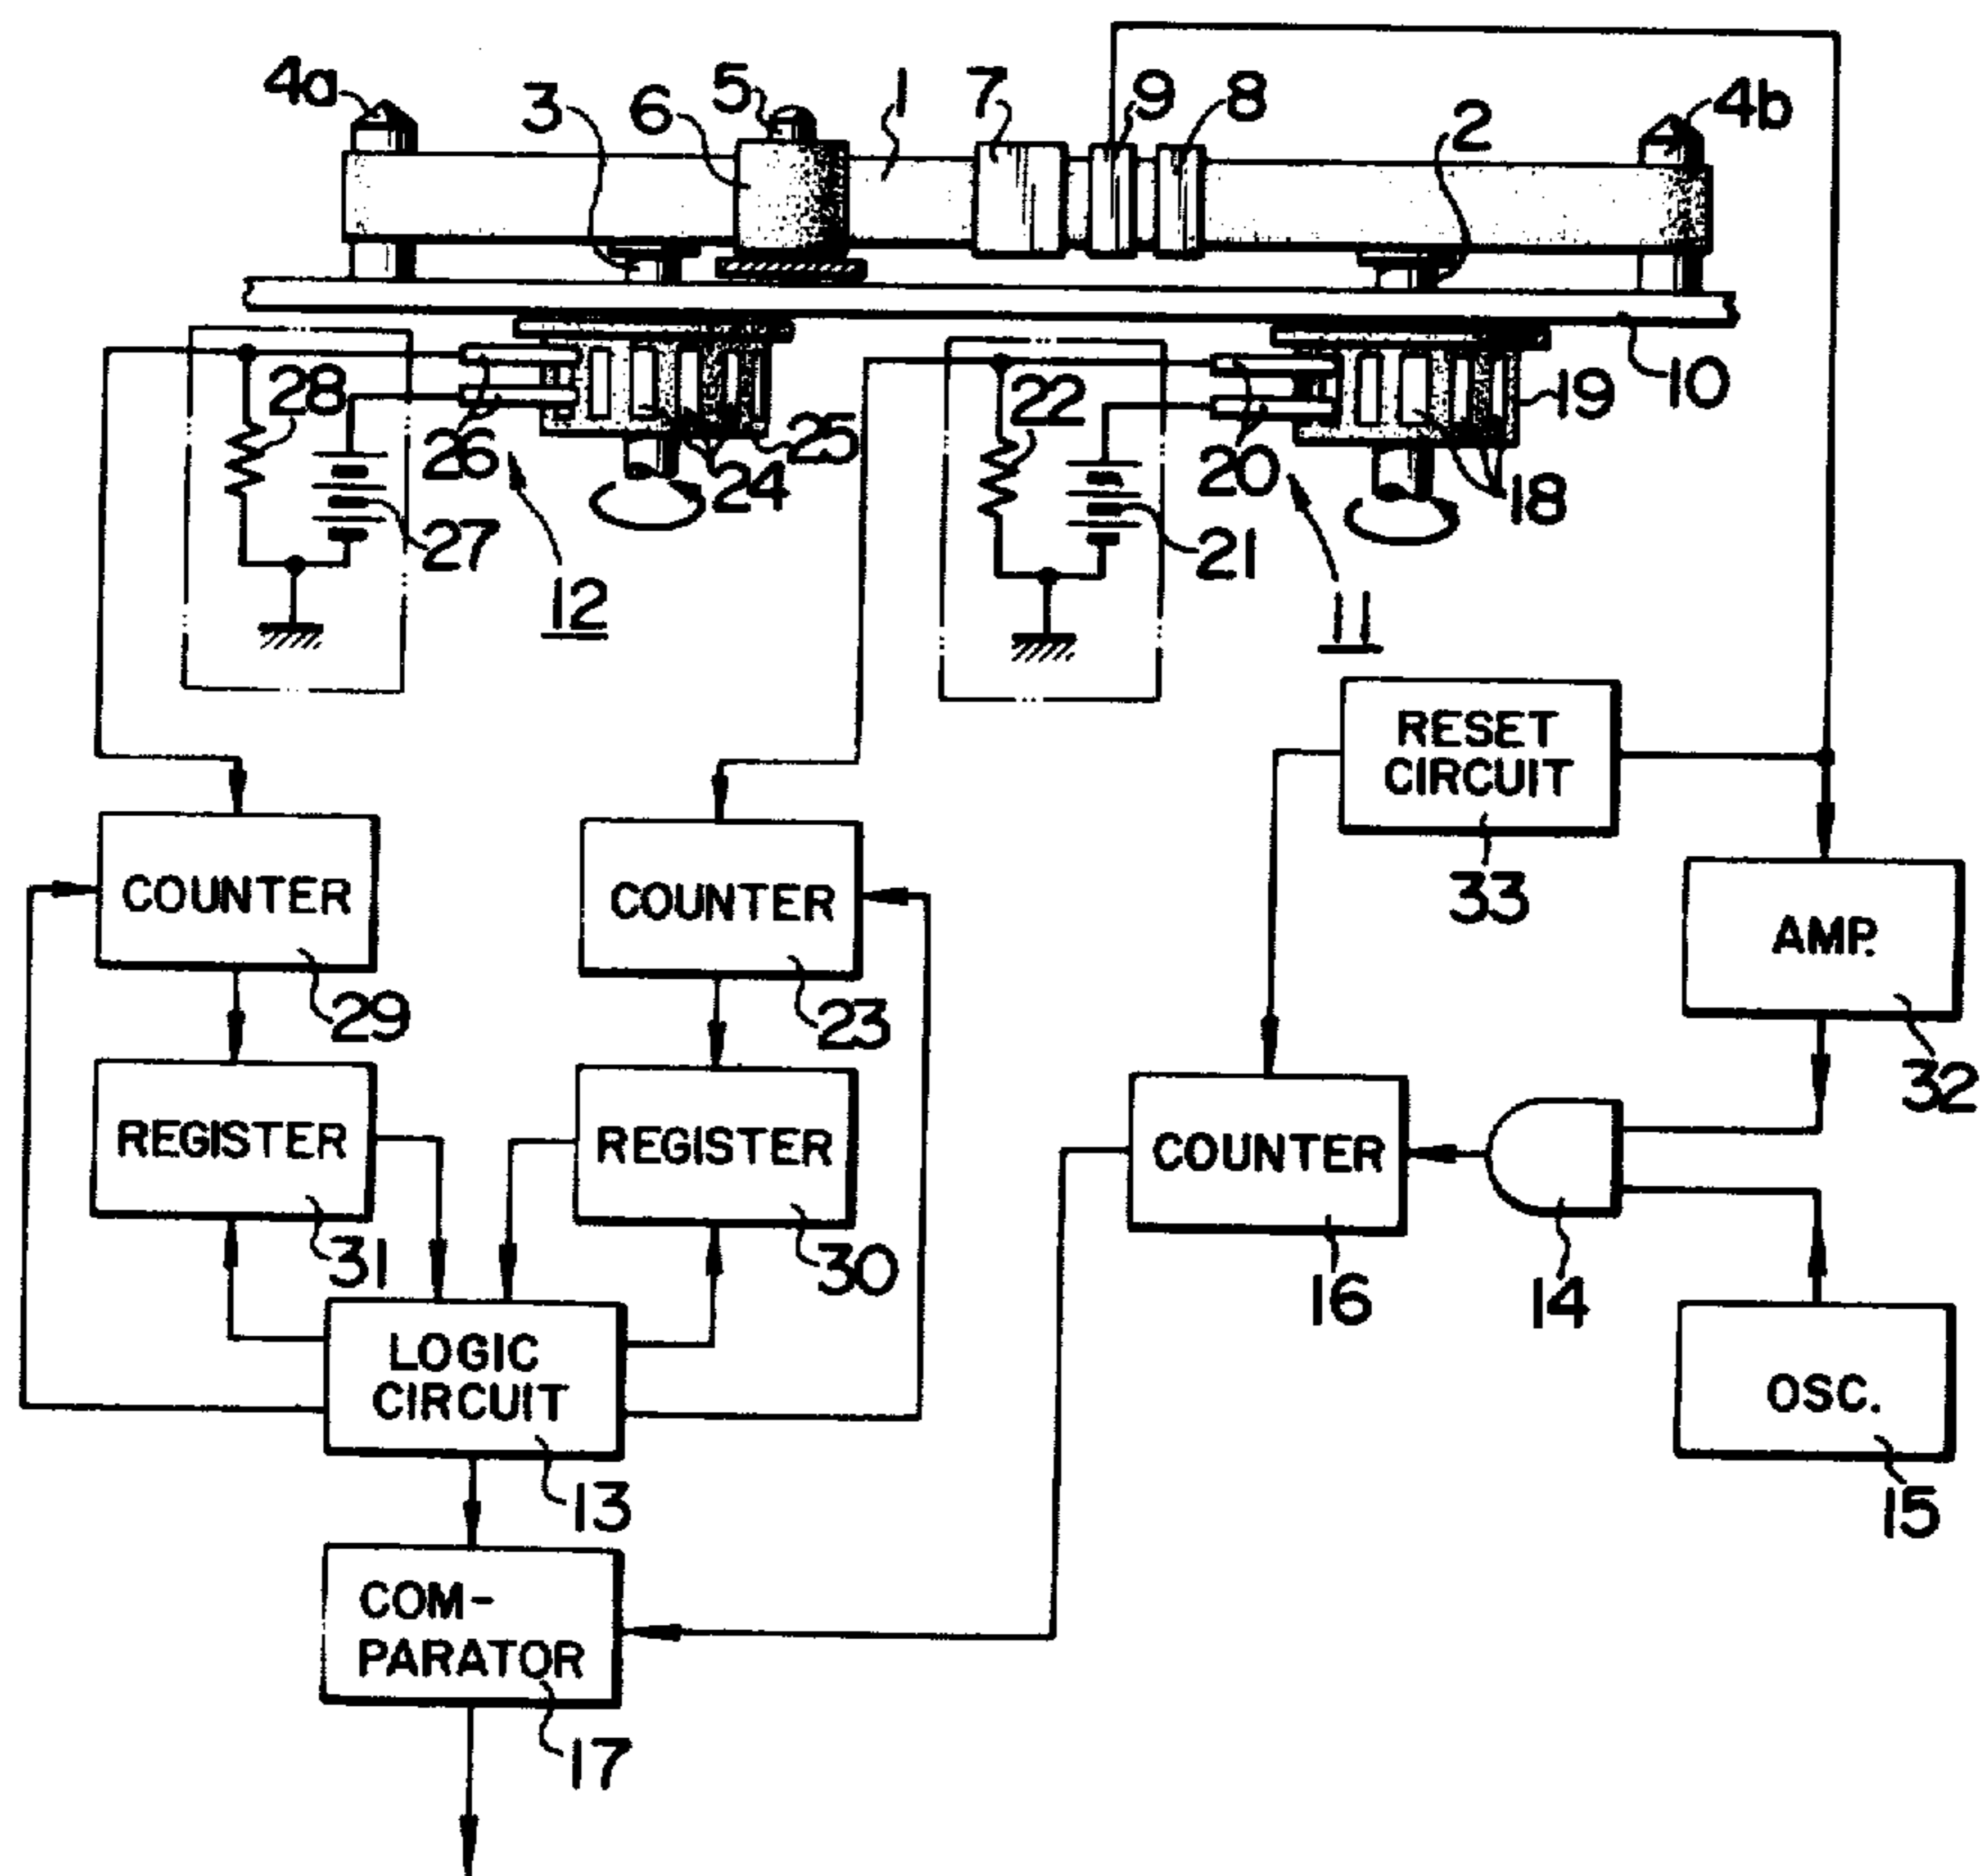 4a 3 6 5 1 7 9 8 2 4b
28 22 19 10
26 25 20
24 18
27 12 21 11
RESET
CIRCUIT
33
COUNTER
29
COUNTER
23
AMP.
32
REGISTER
31
REGISTER
30
COUNTER
16
14
LOGIC
CIRCUIT
13
OSC.
15
COM-
PARATOR
17